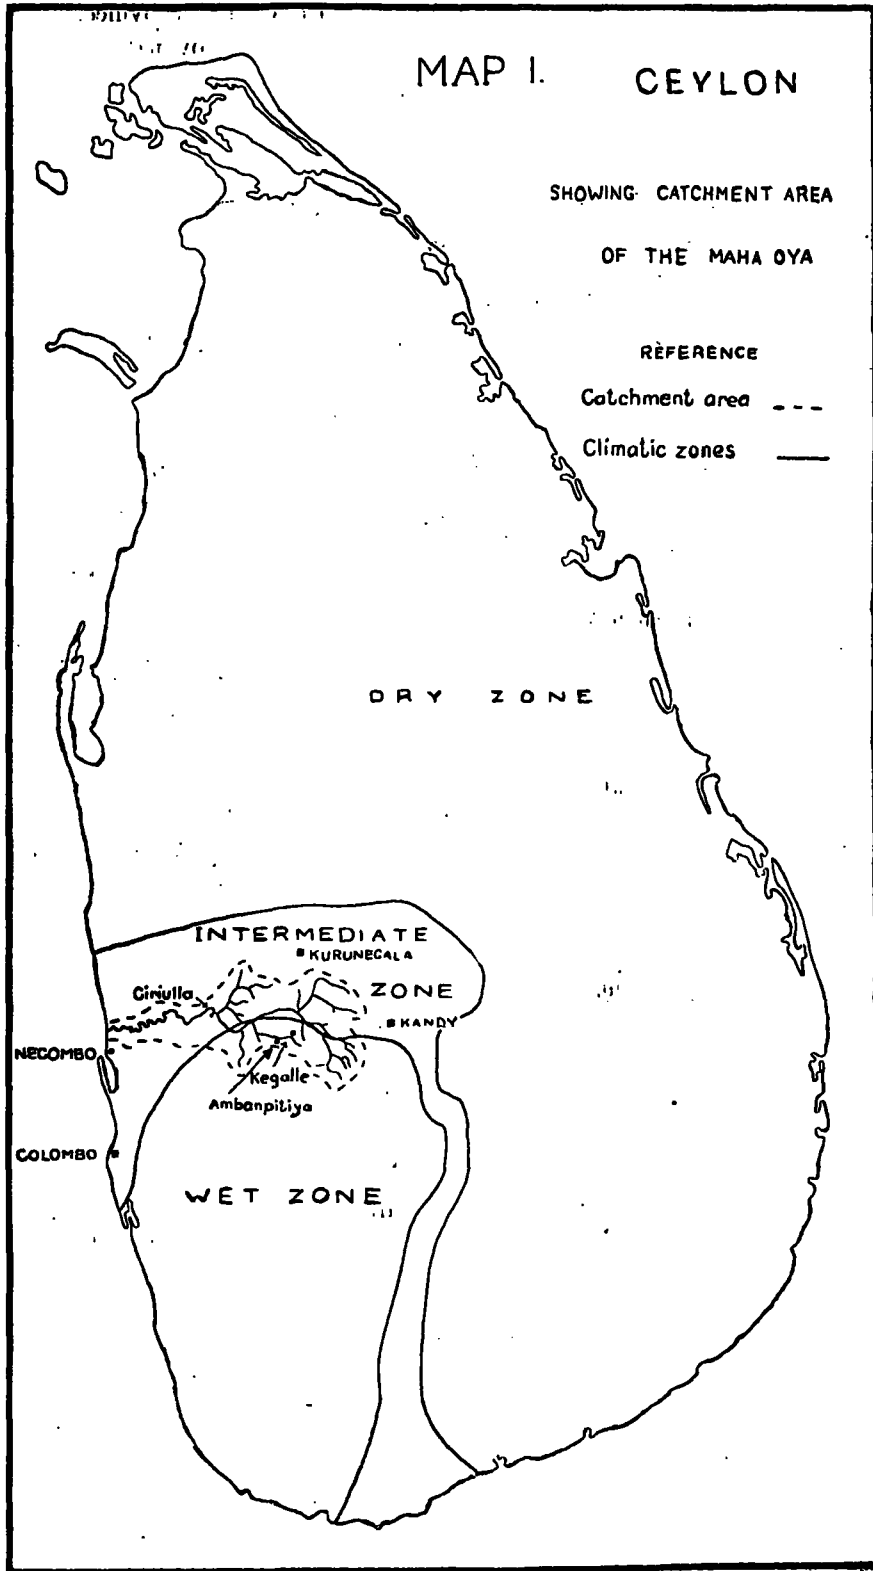 MAP 1. CEYLON
SHOWING CATCHMENT AREA
OF THE MAHA OYA
REFERENCE
Catchment area
Climatic zones
DRY ZONE
INTERMEDIATE
KURUNEGALA
Giriulla
ZONE
KANDY
NEGOMBO
Kegalle
Ambanpitiya
COLOMBO
WET ZONE